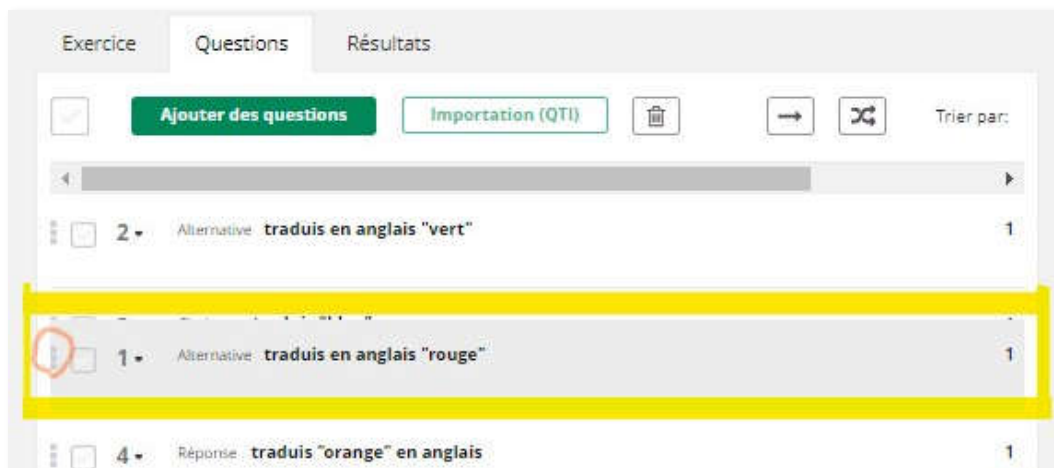 Exercice Questions Résultats
Ajouter des questions Importation (QTI) Trier par:
2 Alternative traduis en anglais "vert" 1
1 Alternative traduis en anglais "rouge" 1
4 Réponse traduis "orange" en anglais 1